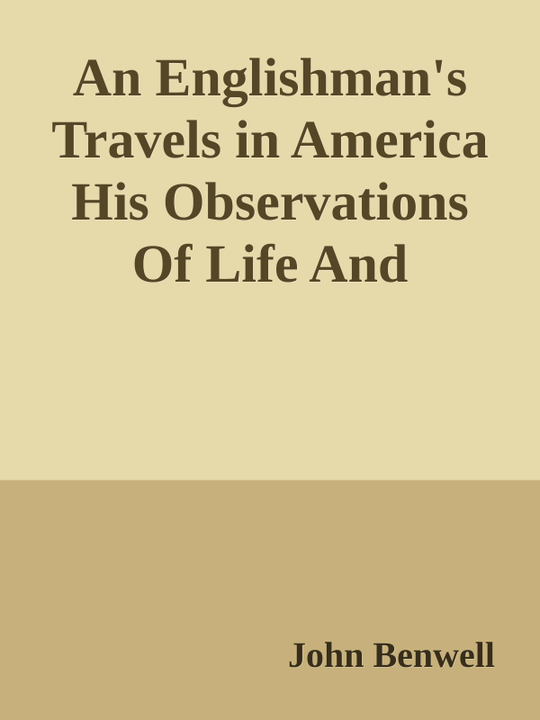 An Englishman's
Travels in America
His Observations
Of Life And
John Benwell